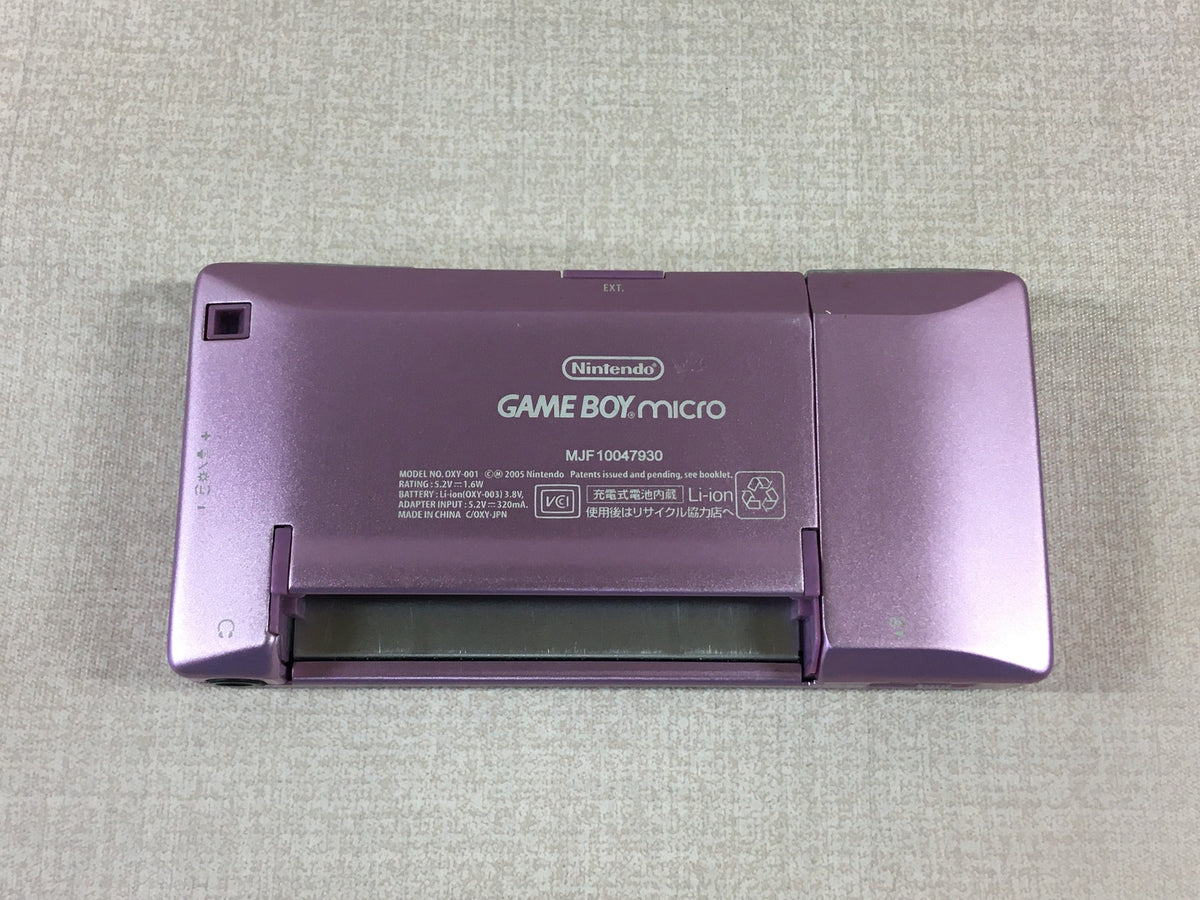 EXT.
Nintendo®
GAME BOY® micro
MJF10047930
MODEL NO. OXY-001 ©Ⓜ 2005 Nintendo Patents issued and pending, see booklet.
RATING : 5.2V⎓1.6W
BATTERY : Li-ion(OXY-003) 3.8V,
ADAPTER INPUT : 5.2V⎓320mA.
MADE IN CHINA C/OXY-JPN
VCI
充電式電池内蔵 Li-ion
使用後はリサイクル協力店へ
+
(L)
−